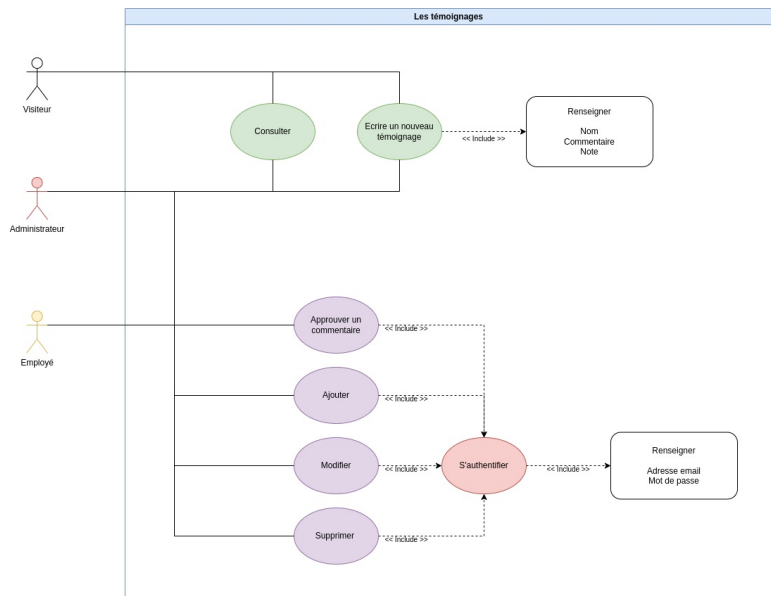 Les témoignages
Visiteur
Consulter
Ecrire un nouveau
témoignage
<< Include >>
Renseigner
Nom
Commentaire
Note
Administrateur
Employé
Approuver un
commentaire
<< Include >>
Ajouter
<< Include >>
Modifier
<< Include >>
S'authentifier
<< Include >>
Renseigner
Adresse email
Mot de passe
Supprimer
<< Include >>